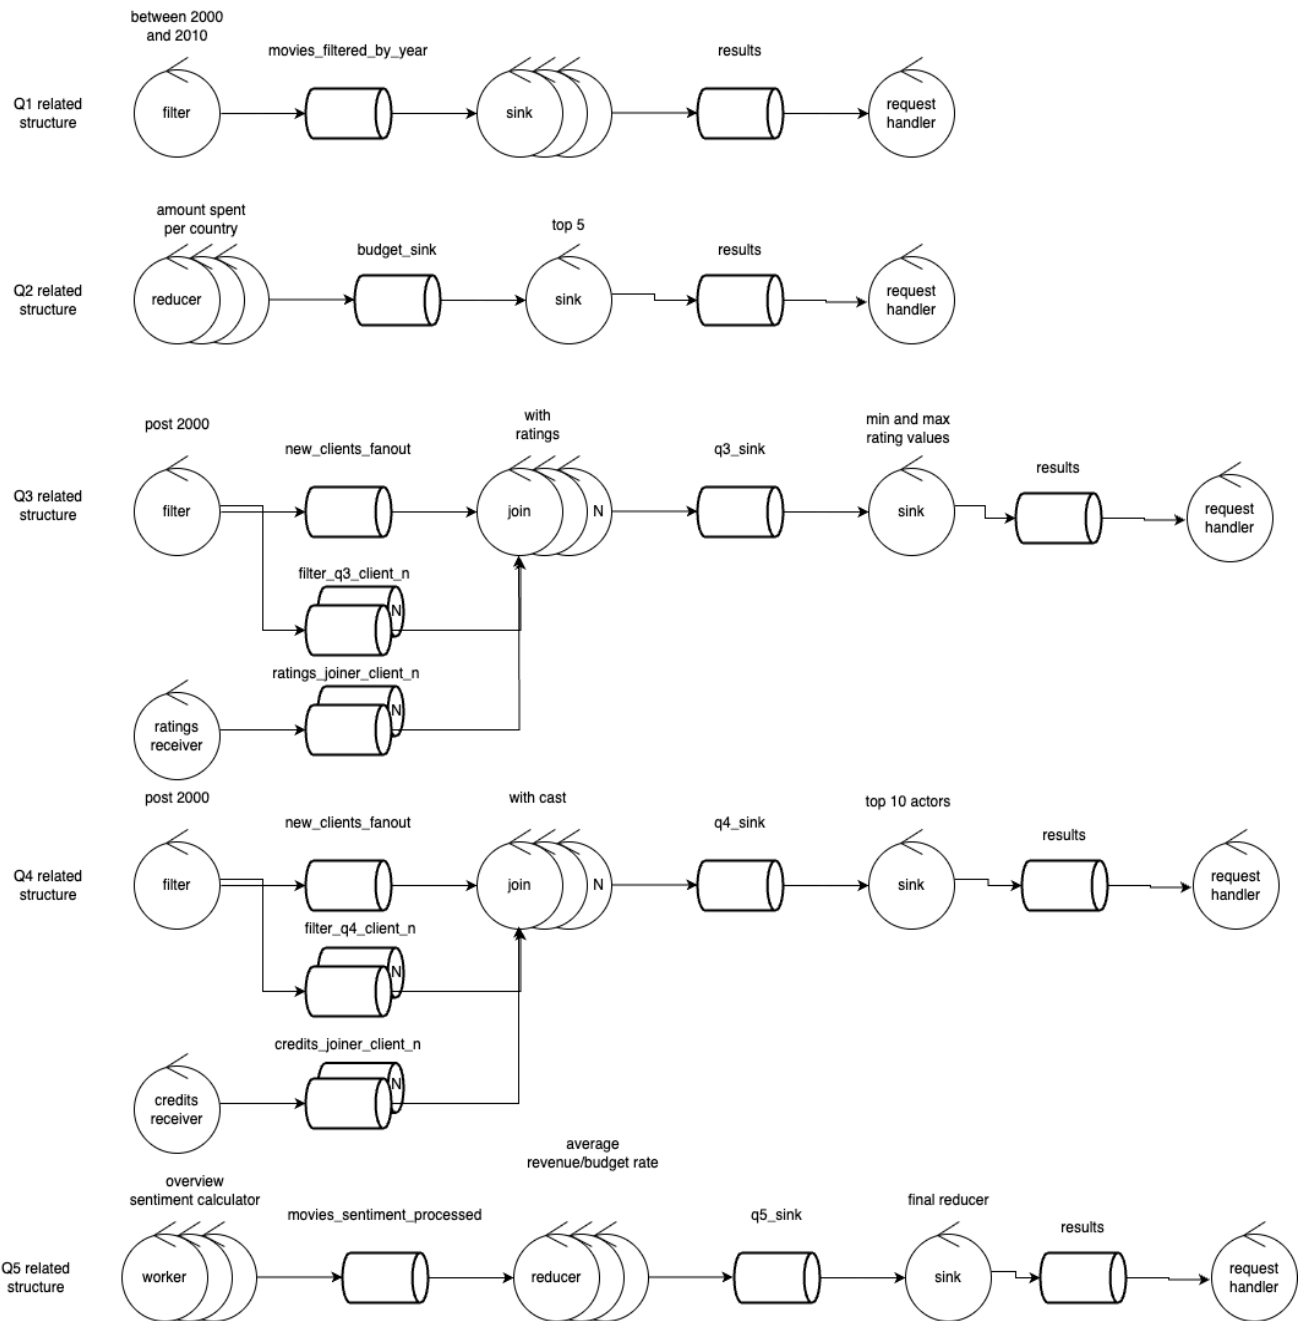 between 2000
and 2010
movies_filtered_by_year
results
Q1 related
structure
filter
sink
request
handler
amount spent
per country
budget_sink
top 5
results
Q2 related
structure
reducer
sink
request
handler
post 2000
new_clients_fanout
with
ratings
q3_sink
min and max
rating values
results
Q3 related
structure
filter
join
N
sink
request
handler
filter_q3_client_n
N
ratings_joiner_client_n
N
ratings
receiver
post 2000
new_clients_fanout
with cast
q4_sink
top 10 actors
results
Q4 related
structure
filter
join
N
sink
request
handler
filter_q4_client_n
N
credits_joiner_client_n
N
credits
receiver
overview
sentiment calculator
movies_sentiment_processed
average
revenue/budget rate
q5_sink
final reducer
results
Q5 related
structure
worker
reducer
sink
request
handler